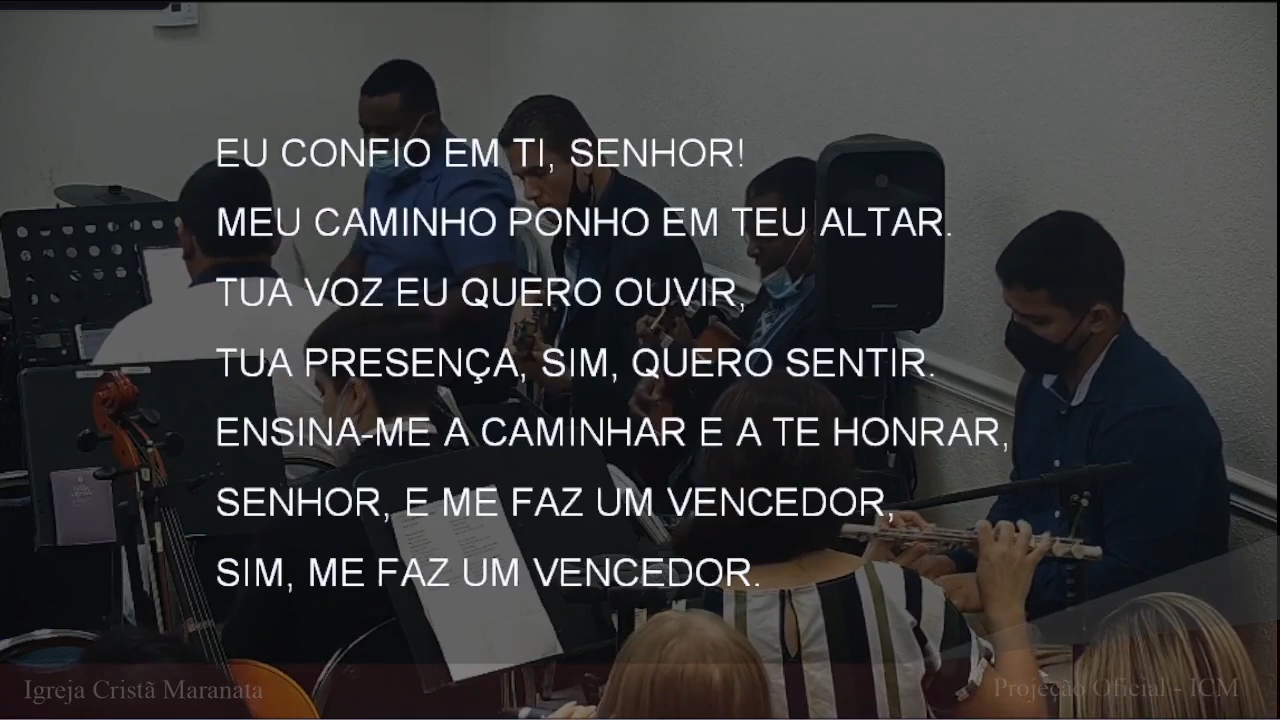 EU CONFIO EM TI, SENHOR!
MEU CAMINHO PONHO EM TEU ALTAR.
TUA VOZ EU QUERO OUVIR,
TUA PRESENÇA, SIM, QUERO SENTIR.
ENSINA-ME A CAMINHAR E A TE HONRAR,
SENHOR, E ME FAZ UM VENCEDOR,
SIM, ME FAZ UM VENCEDOR.
Igreja Cristã Maranata
Projeção Oficial - ICM